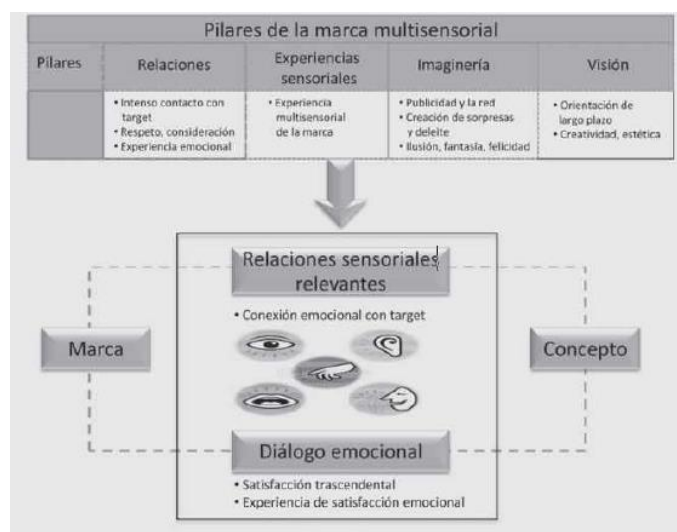 Pilares de la marca multisensorial
Pilares
Relaciones
Experiencias
sensoriales
Imaginería
Visión
• Intenso contacto con
target
• Respeto, consideración
• Experiencia emocional
• Experiencia
multisensorial
de la marca
• Publicidad y la red
• Creación de sorpresas
y deleite
• Ilusión, fantasía, felicidad
• Orientación de
largo plazo
• Creatividad, estética
Relaciones sensoriales
relevantes
• Conexión emocional con target
Marca
Concepto
Diálogo emocional
• Satisfacción trascendental
• Experiencia de satisfacción emocional